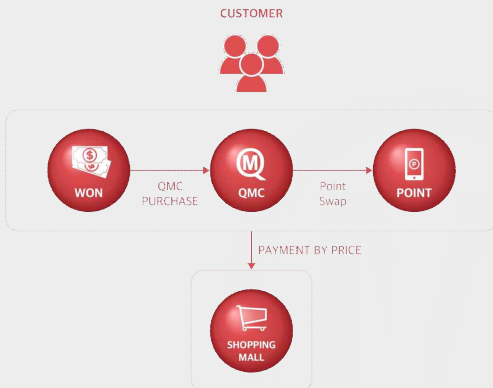 CUSTOMER
$
WON
QMC
PURCHASE
M
QMC
Point
Swap
P
POINT
PAYMENT BY PRICE
SHOPPING
MALL